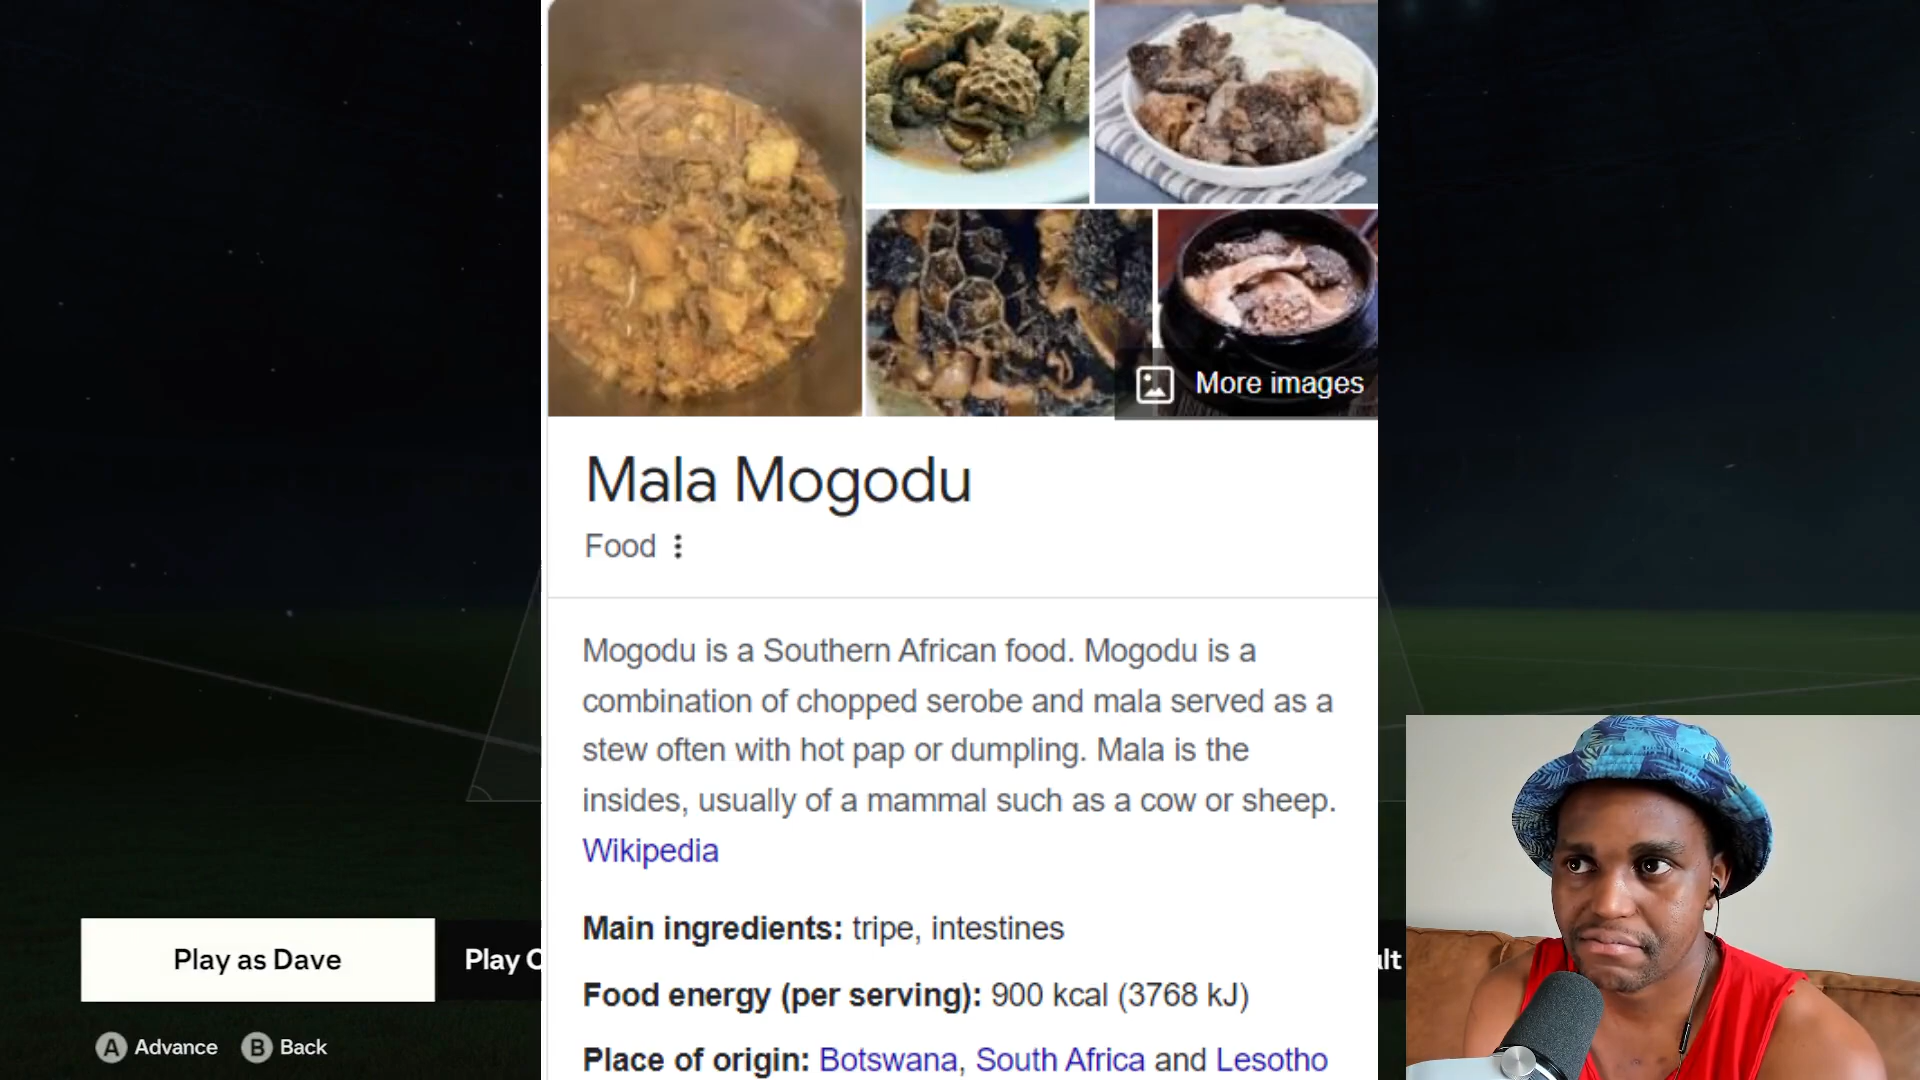 More images
Mala Mogodu
Food
Mogodu is a Southern African food. Mogodu is a
combination of chopped serobe and mala served as a
stew often with hot pap or dumpling. Mala is the
insides, usually of a mammal such as a cow or sheep.
Wikipedia
Main ingredients: tripe, intestines
Food energy (per serving): 900 kcal (3768 kJ)
Place of origin: Botswana, South Africa and Lesotho
Play as Dave
Play
A Advance B Back